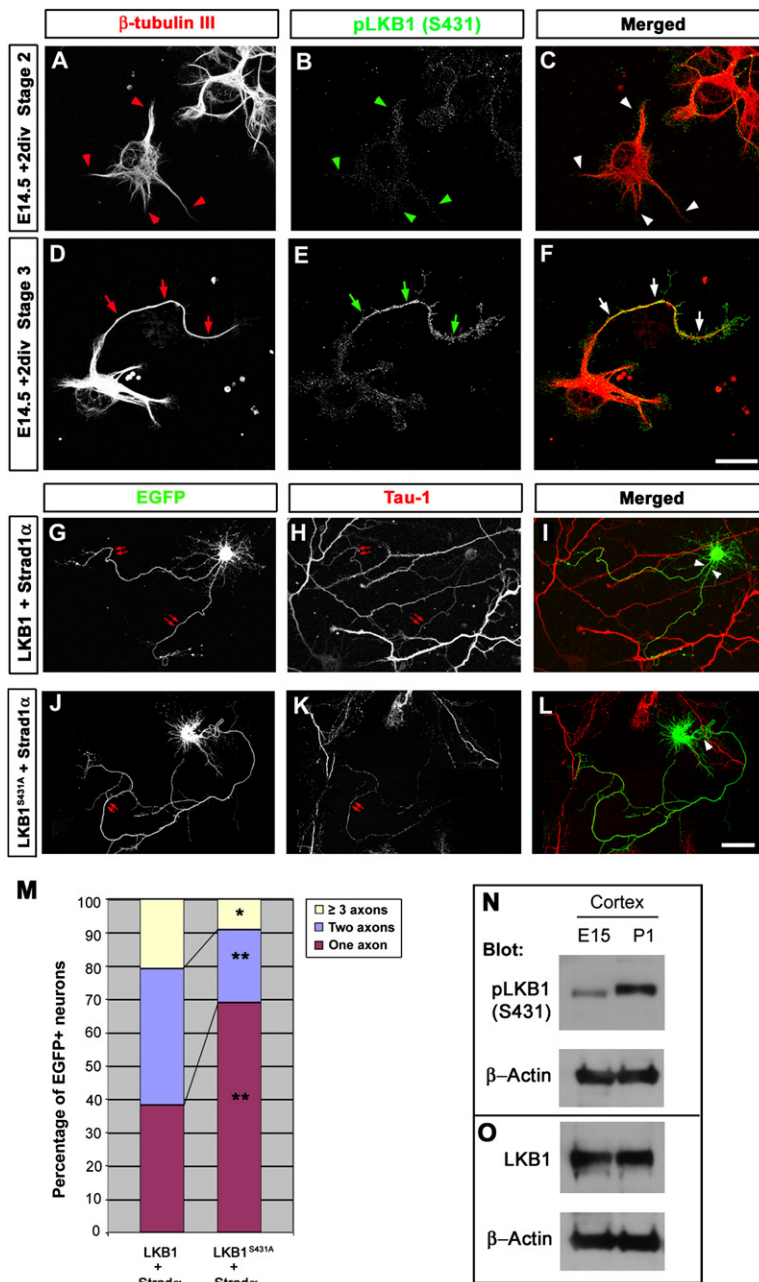 β-tubulin III
pLKB1 (S431)
Merged
E14.5 +2div Stage 2
A
B
C
E14.5 +2div Stage 3
D
E
F
EGFP
Tau-1
Merged
LKB1 + Strad1α
G
H
I
LKB1S431A + Strad1α
J
K
L
M
Percentage of EGFP+ neurons
100
90
80
70
60
50
40
30
20
10
0
*
**
**
≥ 3 axons
Two axons
One axon
LKB1
+
Stradα
LKB1S431A
+
Stradα
N
Cortex
E15 P1
Blot:
pLKB1
(S431)
β–Actin
O
LKB1
β–Actin